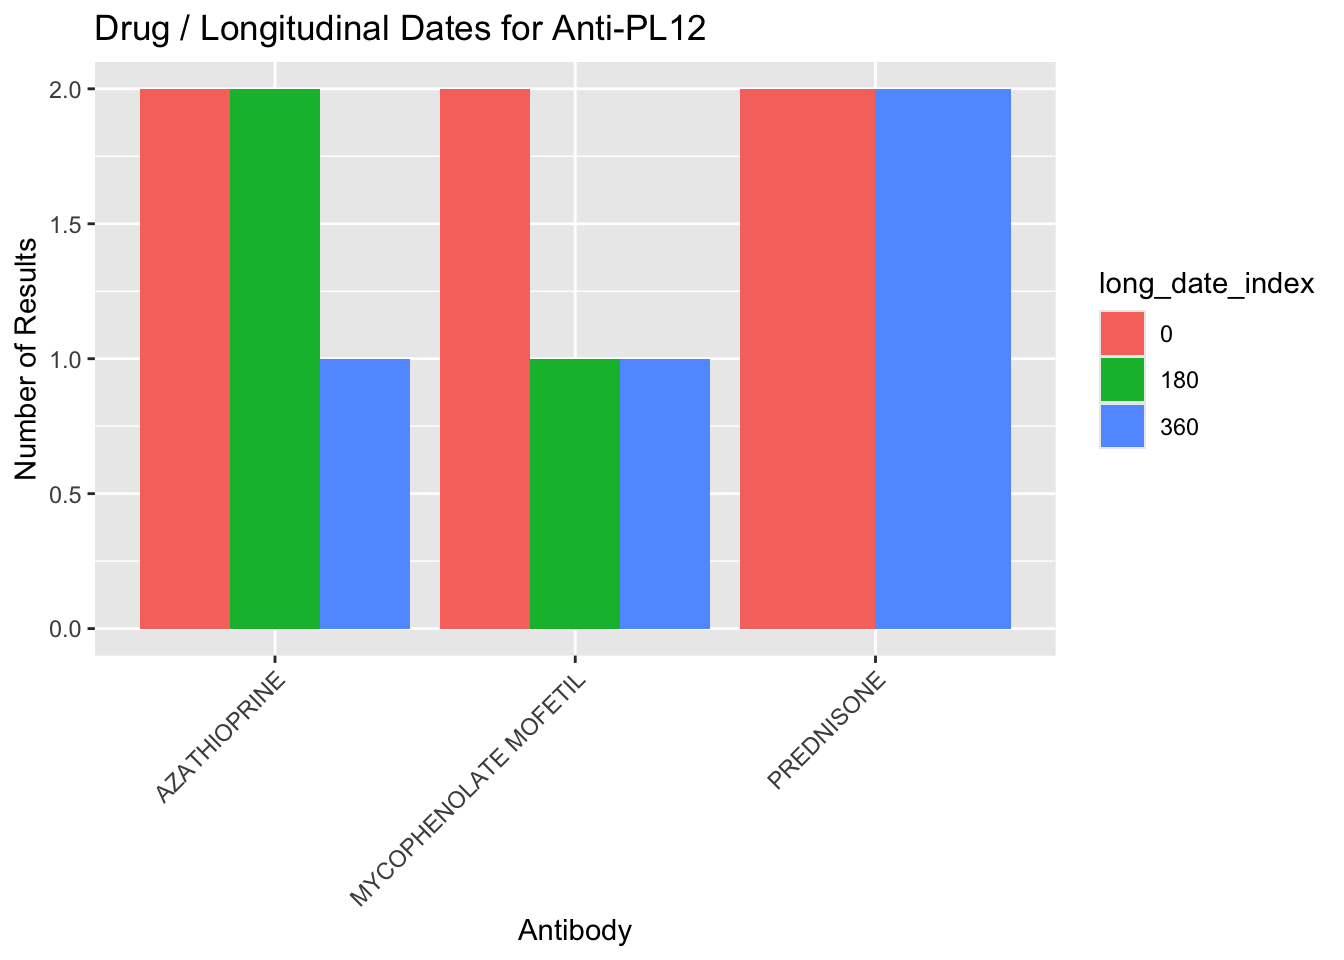 Drug / Longitudinal Dates for Anti-PL12
Number of Results
2.0
1.5
1.0
0.5
0.0
AZATHIOPRINE
MYCOPHENOLATE MOFETIL
PREDNISONE
Antibody
long_date_index
0
180
360